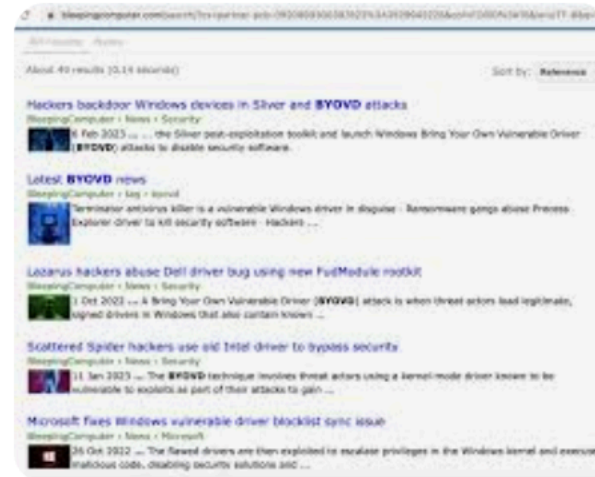 All results News
About 49 results (0.14 seconds)
Sort by: Relevance
Hackers backdoor Windows devices in Sliver and BYOVD attacks
BleepingComputer › News › Security
6 Feb 2023 ... ... the Sliver post-exploitation toolkit and launch Windows Bring Your Own Vulnerable Driver
(BYOVD) attacks to disable security software.
Latest BYOVD news
BleepingComputer › tag › byovd
Terminator antivirus killer is a vulnerable Windows driver in disguise · Ransomware gangs abuse Process
Explorer driver to kill security software · Hackers ...
Lazarus hackers abuse Dell driver bug using new FudModule rootkit
BleepingComputer › News › Security
1 Oct 2022 ... A Bring Your Own Vulnerable Driver (BYOVD) attack is when threat actors load legitimate,
signed drivers in Windows that also contain known ...
Scattered Spider hackers use old Intel driver to bypass security
BleepingComputer › News › Security
11 Jan 2023 ... The BYOVD technique involves threat actors using a kernel-mode driver known to be
vulnerable to exploits as part of their attacks to gain ...
Microsoft fixes Windows vulnerable driver blocklist sync issue
BleepingComputer › News › Microsoft
26 Oct 2022 ... The flawed drivers are then exploited to escalate privileges in the Windows kernel and execute
malicious code, disabling security solutions and ...